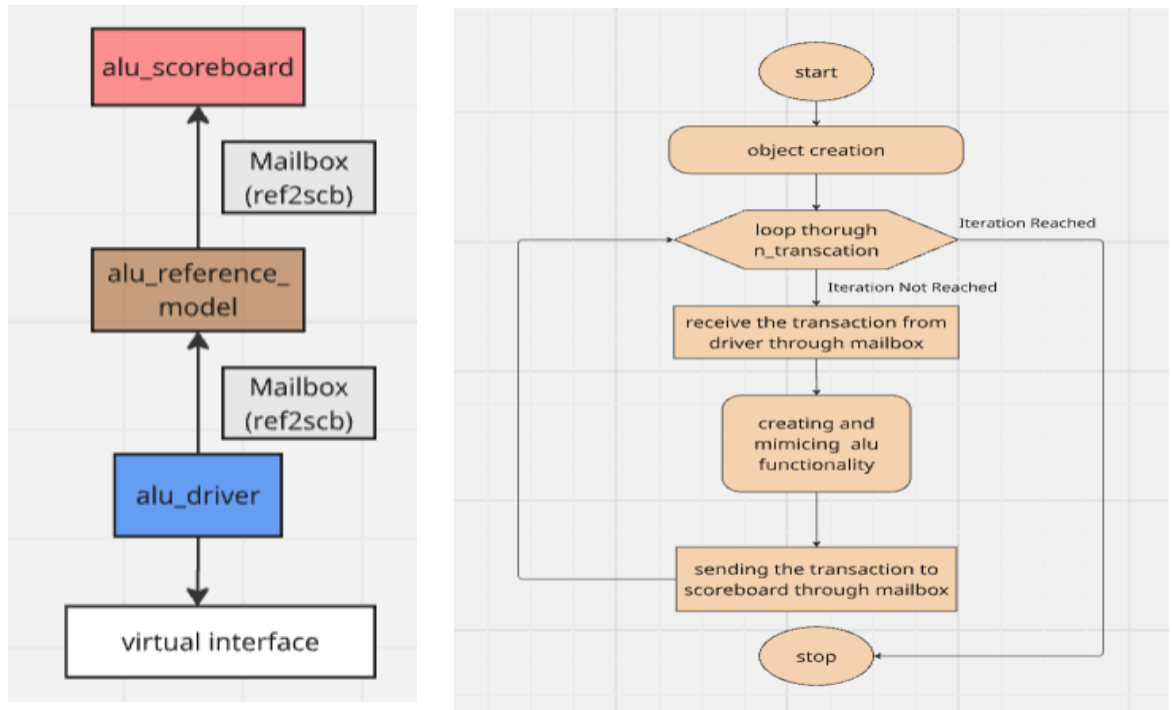 alu_scoreboard
Mailbox
(ref2scb)
alu_reference_
model
Mailbox
(ref2scb)
alu_driver
virtual interface
start
object creation
loop thorugh
n_transcation
Iteration Reached
Iteration Not Reached
receive the transaction from
driver through mailbox
creating and
mimicing alu
functionality
sending the transaction to
scoreboard through mailbox
stop